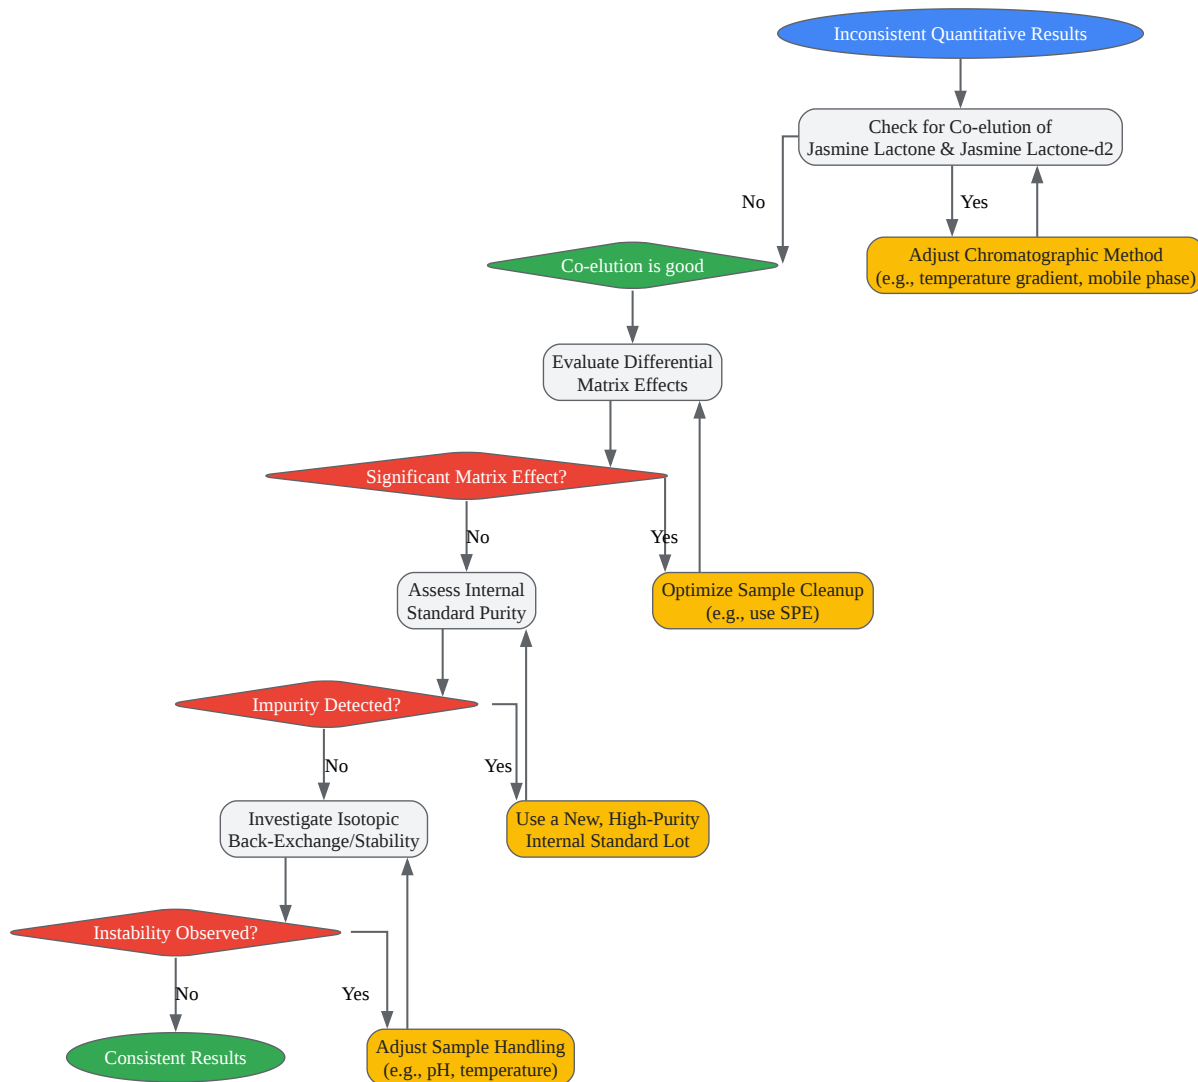 Inconsistent Quantitative Results
Check for Co-elution of
Jasmine Lactone & Jasmine Lactone-d2
No
Yes
Adjust Chromatographic Method
(e.g., temperature gradient, mobile phase)
Co-elution is good
Evaluate Differential
Matrix Effects
Significant Matrix Effect?
No
Yes
Assess Internal
Standard Purity
Optimize Sample Cleanup
(e.g., use SPE)
Impurity Detected?
No
Yes
Investigate Isotopic
Back-Exchange/Stability
Use a New, High-Purity
Internal Standard Lot
Instability Observed?
No
Yes
Consistent Results
Adjust Sample Handling
(e.g., pH, temperature)